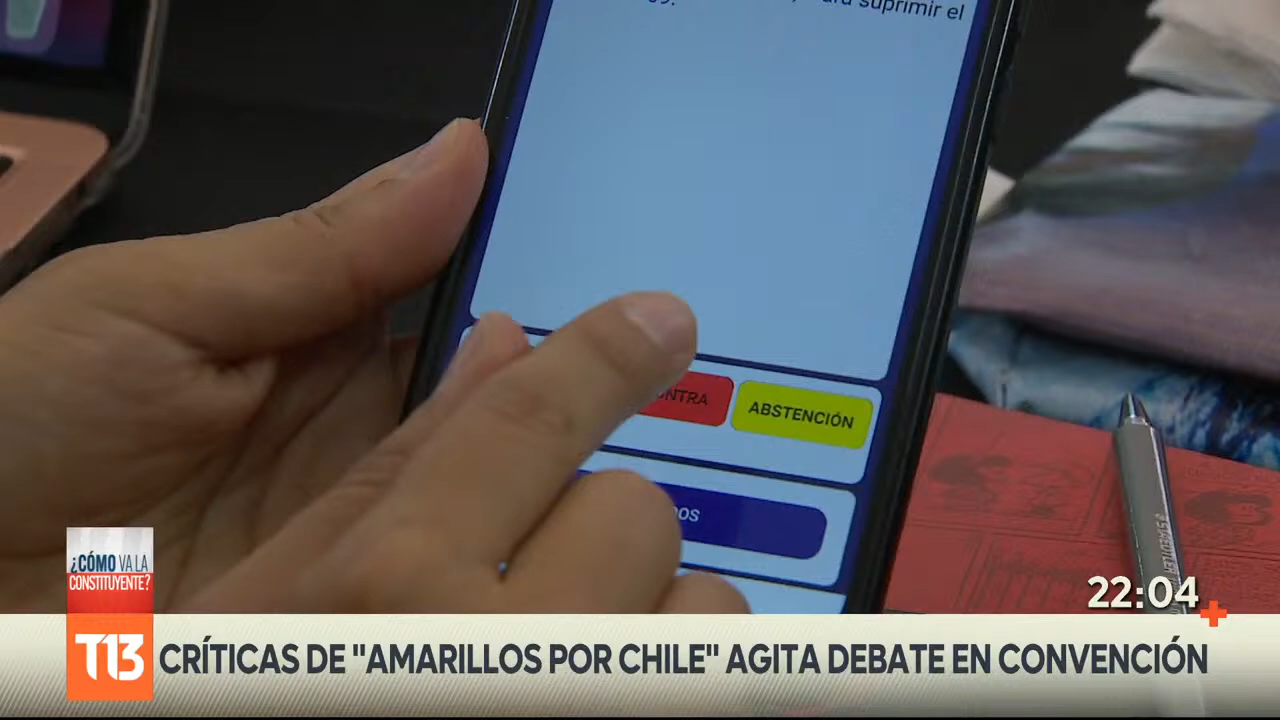 suprimir el
ABSTENCIÓN
¿CÓMO VA LA
CONSTITUYENTE?
22:04
T13
CRÍTICAS DE "AMARILLOS POR CHILE" AGITA DEBATE EN CONVENCIÓN